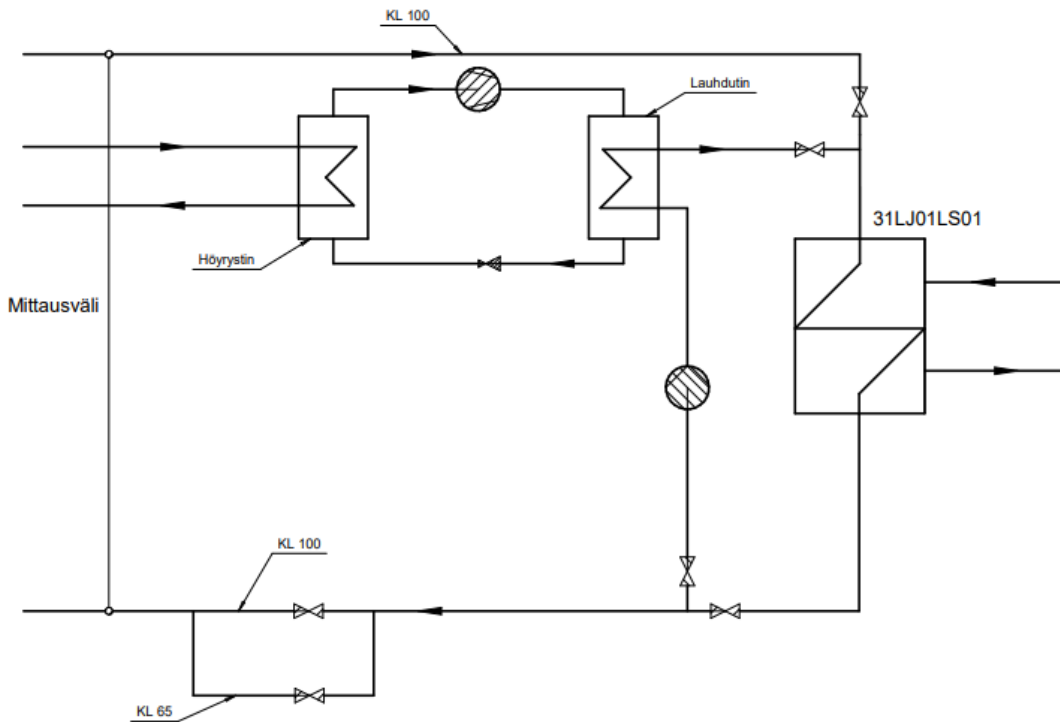 KL 100
Lauhdutin
31LJ01LS01
Höyrystin
Mittausväli
KL 100
KL 65